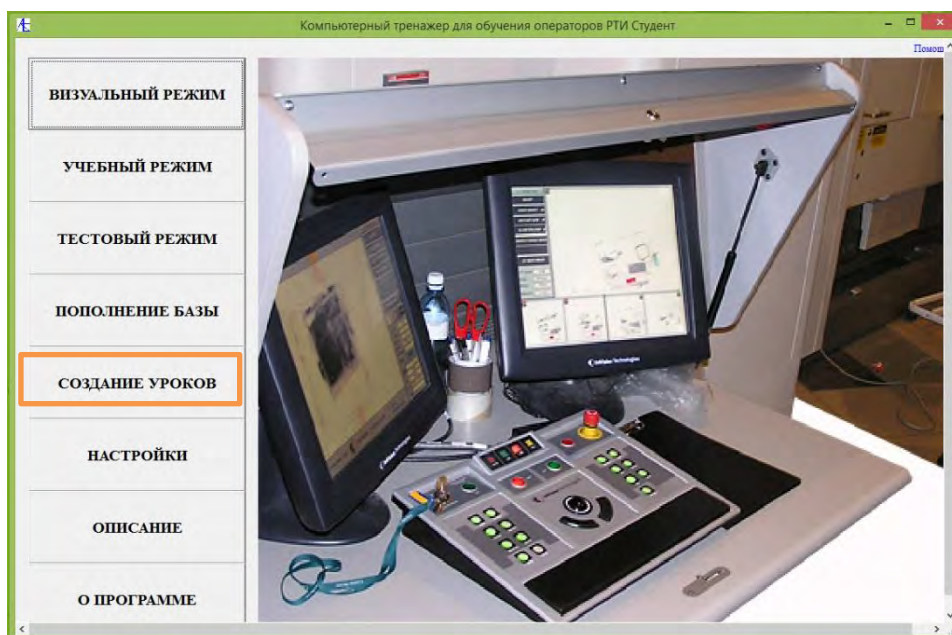 Компьютерный тренажер для обучения операторов РТИ Студент
Помощ
ВИЗУАЛЬНЫЙ РЕЖИМ
УЧЕБНЫЙ РЕЖИМ
ТЕСТОВЫЙ РЕЖИМ
ПОПОЛНЕНИЕ БАЗЫ
СОЗДАНИЕ УРОКОВ
НАСТРОЙКИ
ОПИСАНИЕ
О ПРОГРАММЕ